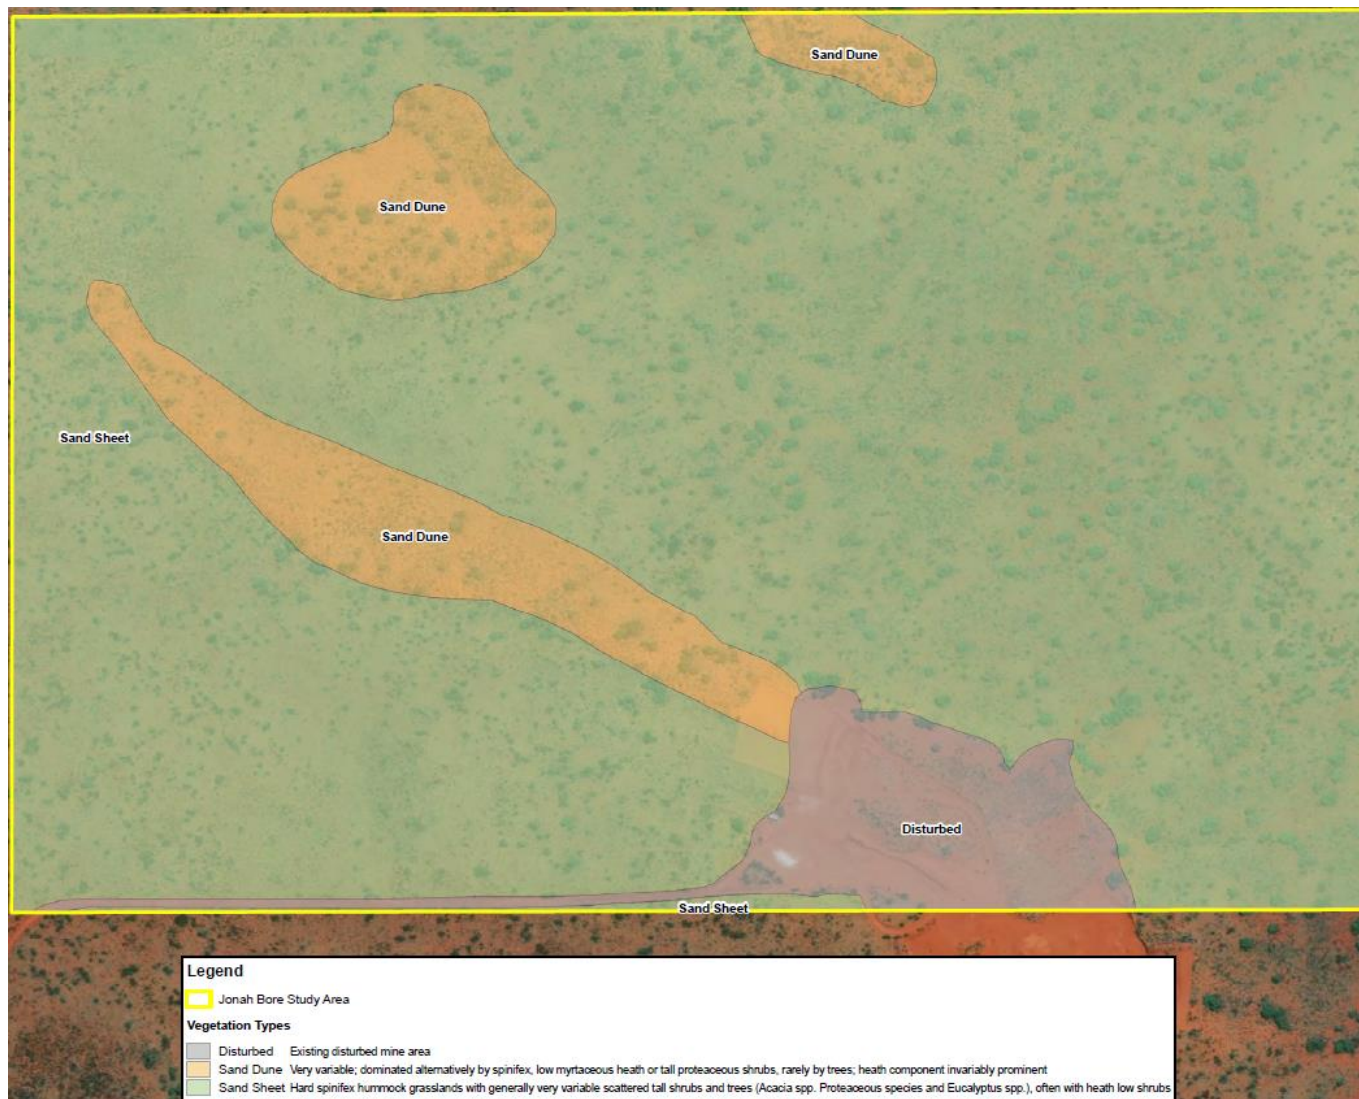 Sand Dune
Sand Dune
Sand Sheet
Sand Dune
Disturbed
Sand Sheet
Legend
Jonah Bore Study Area
Vegetation Types
Disturbed Existing disturbed mine area
Sand Dune Very variable; dominated alternatively by spinifex, low myrtaceous heath or tall proteaceous shrubs, rarely by trees; heath component invariably prominent
Sand Sheet Hard spinifex hummock grasslands with generally very variable scattered tall shrubs and trees (Acacia spp. Proteaceous species and Eucalyptus spp.), often with heath low shrubs